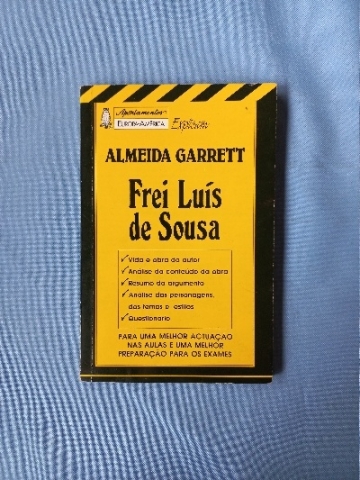 Apontamentos
EUROPA-AMÉRICA Explicam
ALMEIDA GARRETT
Frei Luís
de Sousa
✓Vida e obra do autor
✓Análise do conteúdo da obra
✓Resumo do argumento
✓Análise das personagens,
dos temas e estilos
✓Questionário
PARA UMA MELHOR ACTUAÇÃO
NAS AULAS E UMA MELHOR
PREPARAÇÃO PARA OS EXAMES